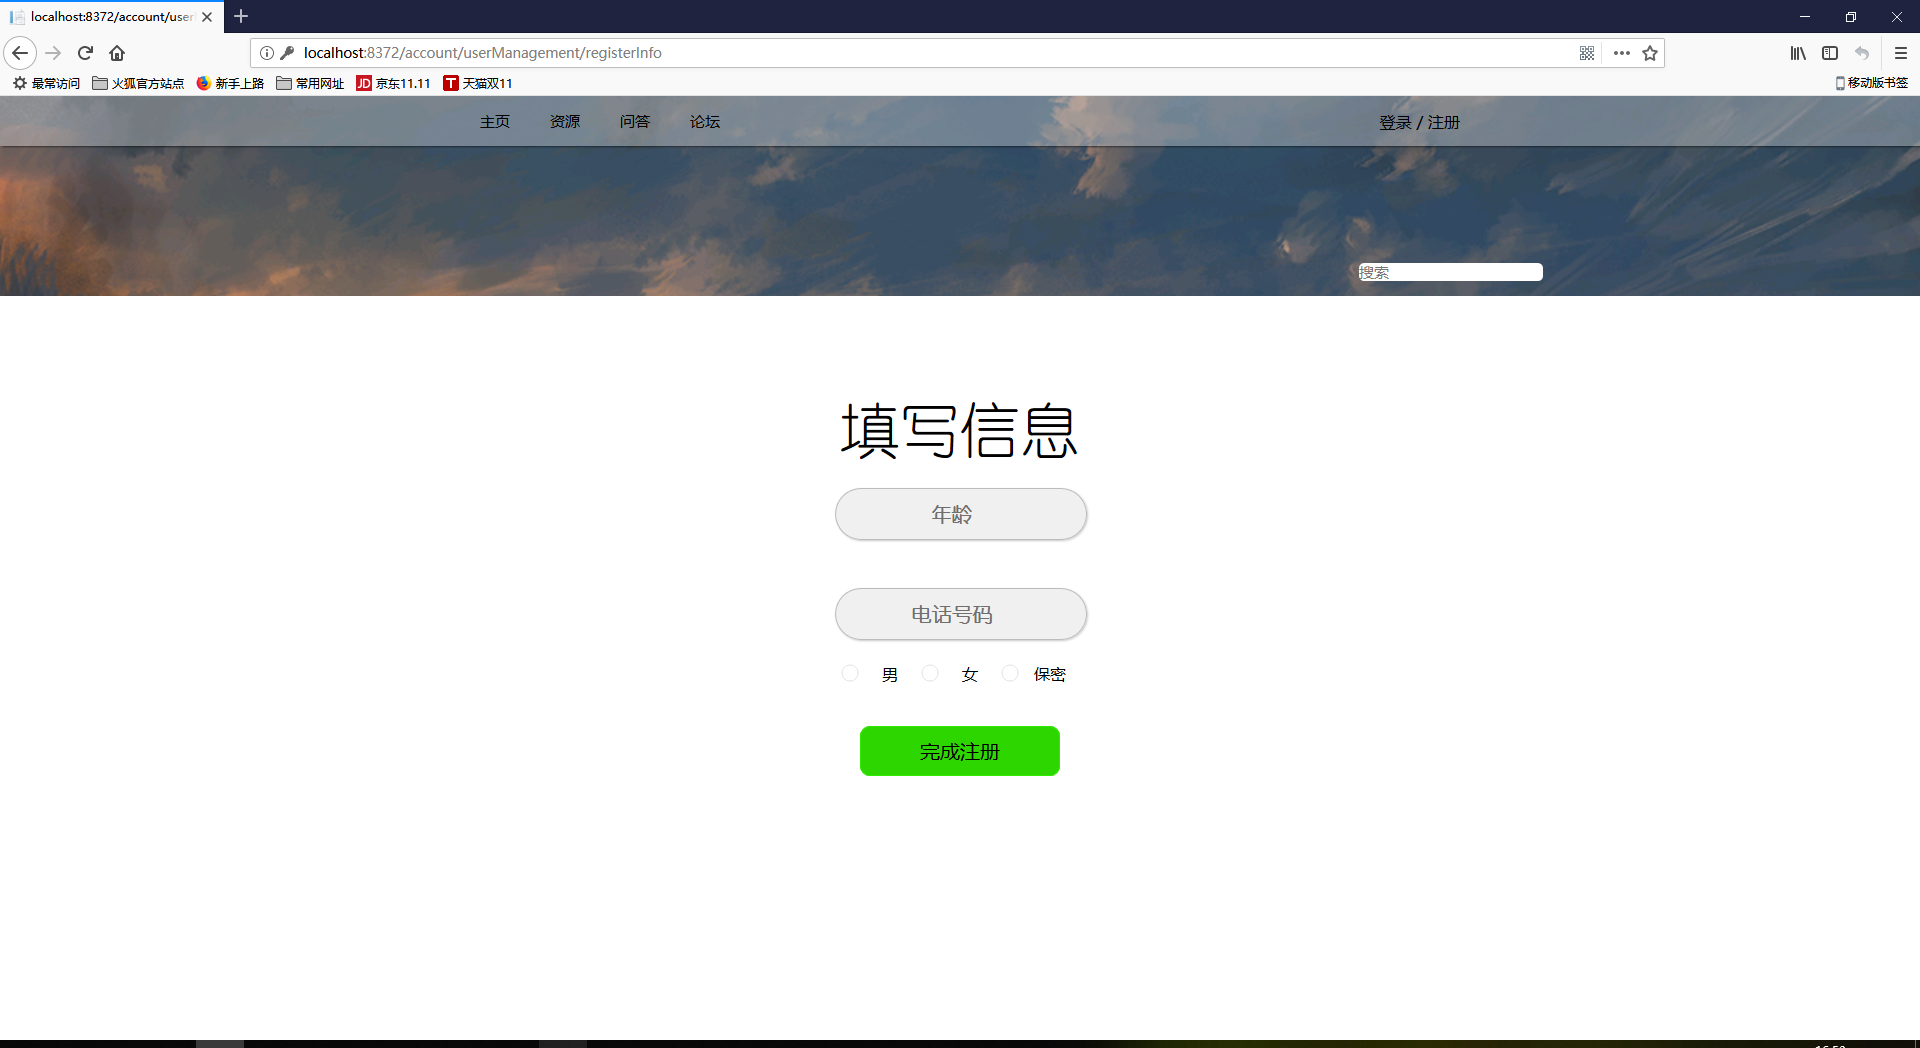 localhost:8372/account/user
localhost:8372/account/userManagement/registerInfo
最常访问 火狐官方站点 新手上路 常用网址 JD 京东11.11 T 天猫双11 移动版书签
主页 资源 问答 论坛 登录 / 注册
搜索
填写信息
年龄
电话号码
男 女 保密
完成注册